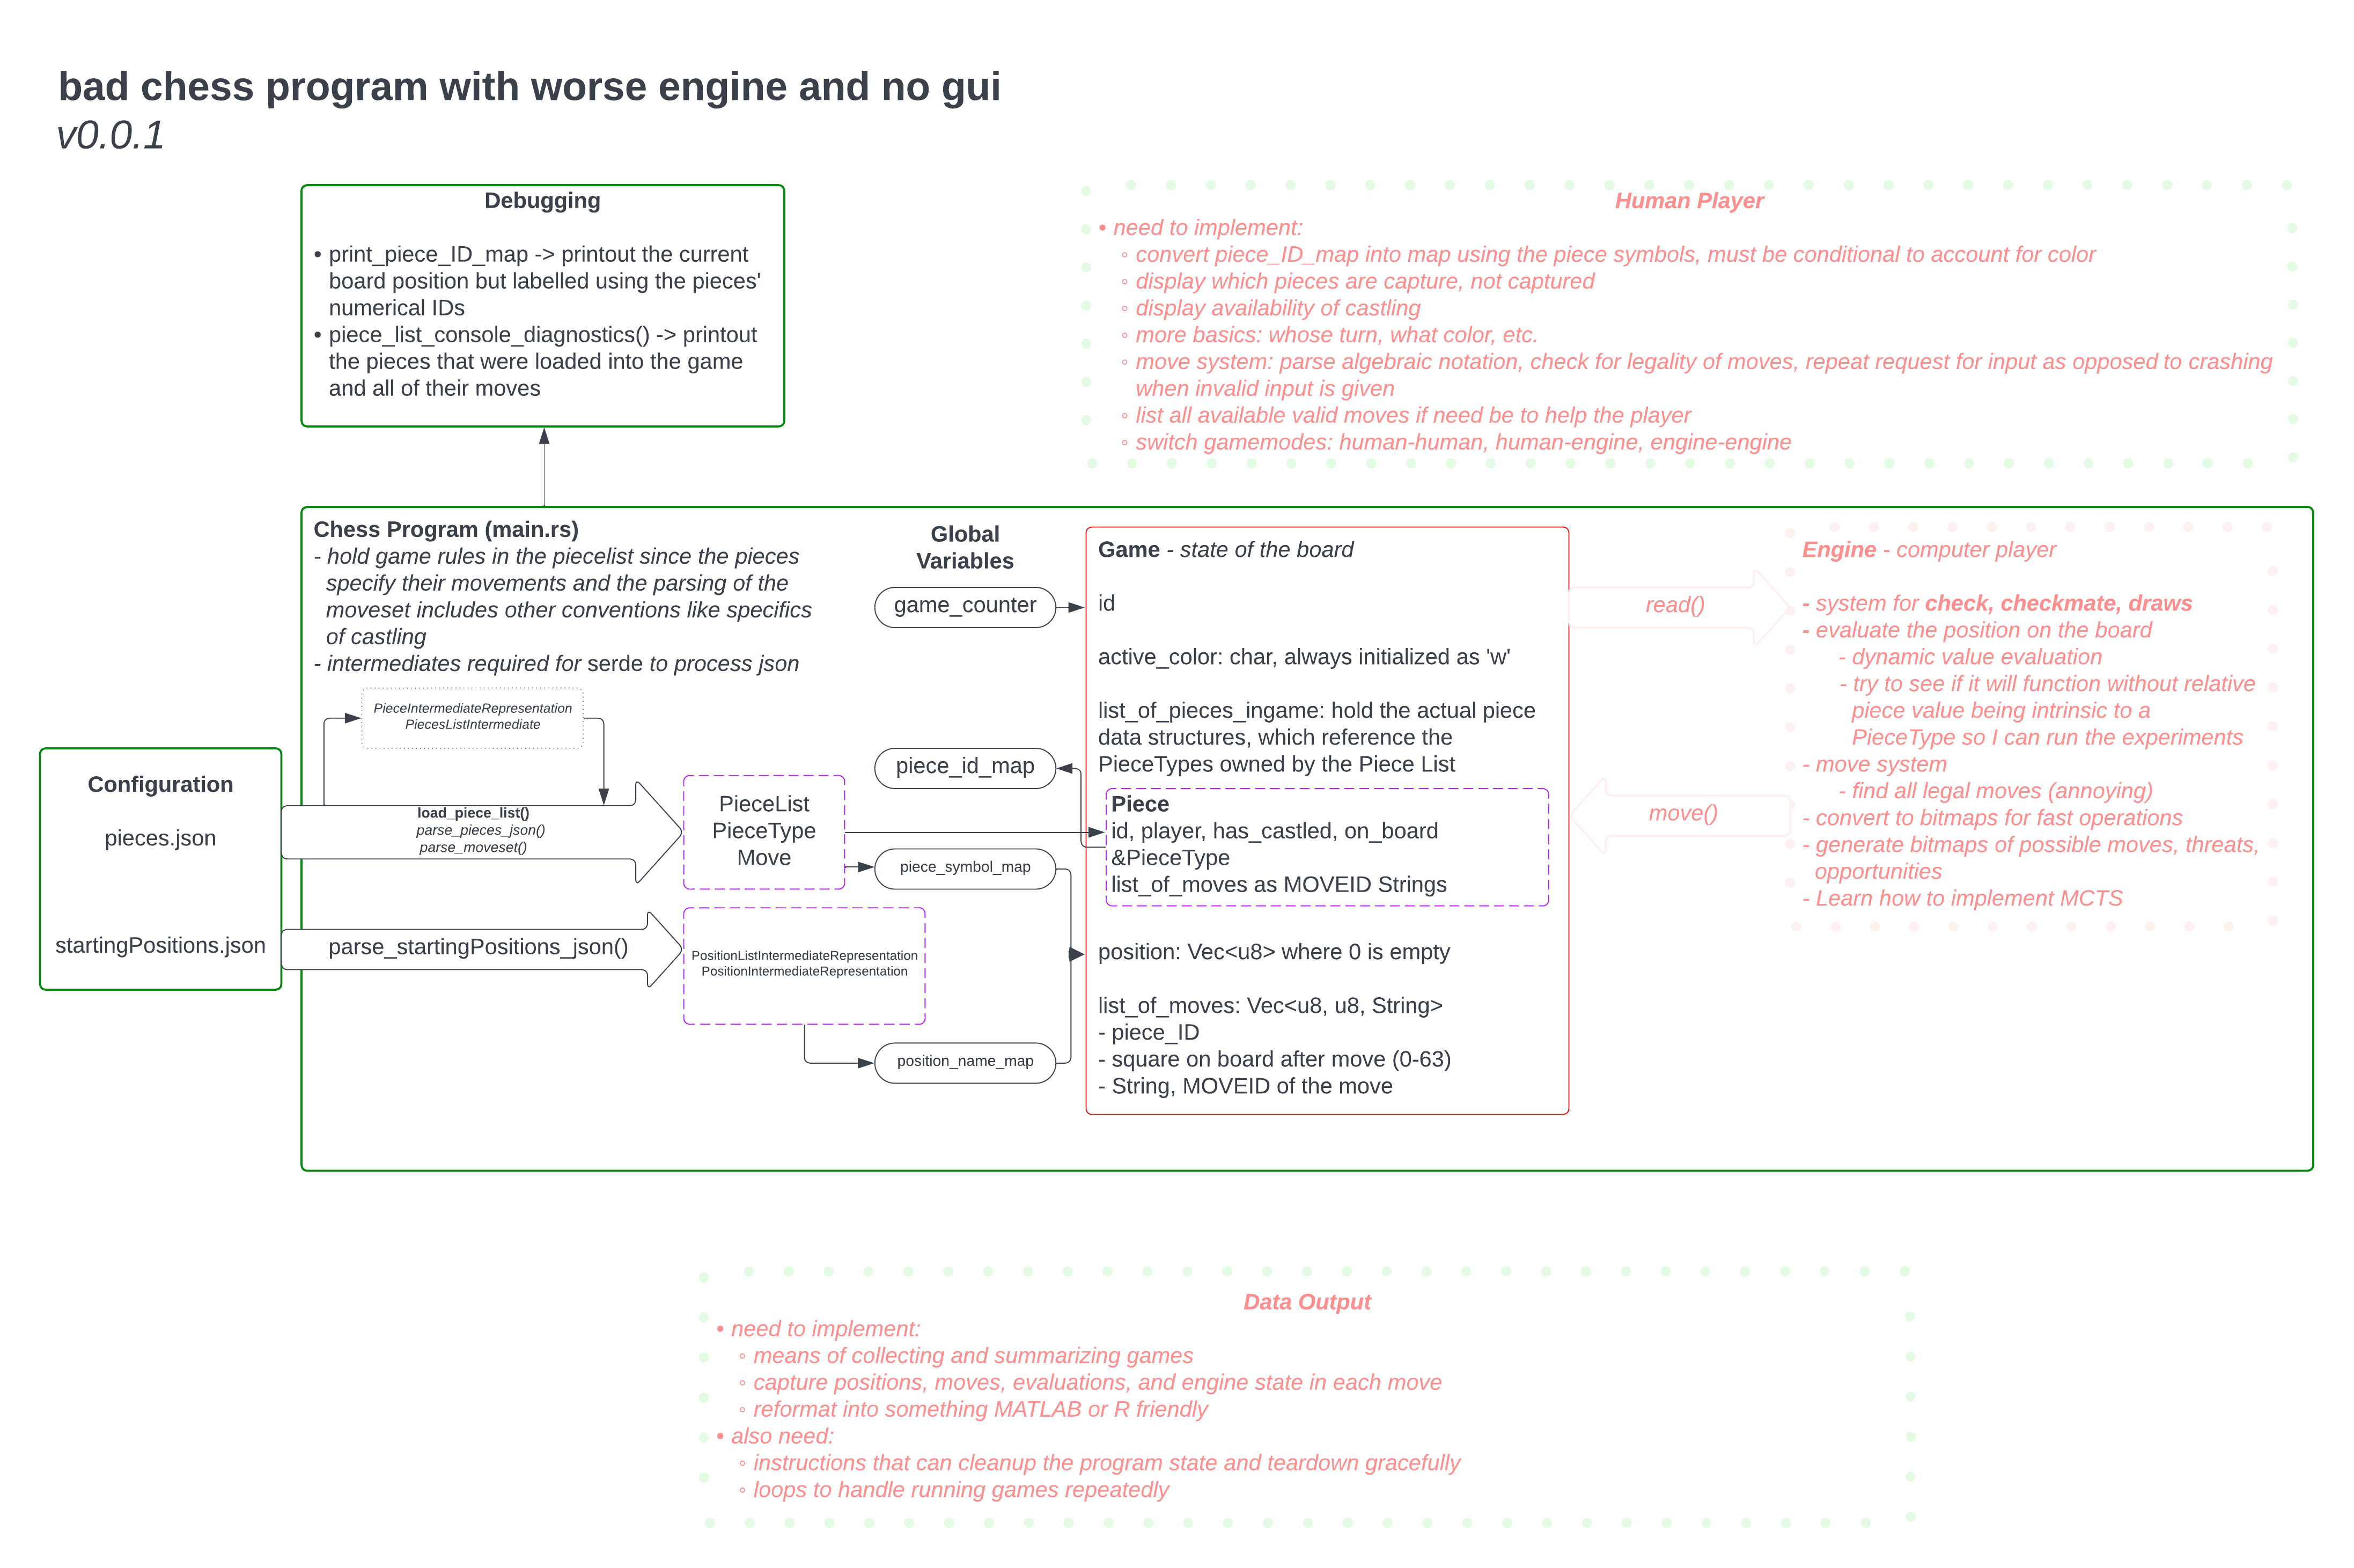 bad chess program with worse engine and no gui
v0.0.1
Debugging
• print_piece_ID_map -> printout the current
board position but labelled using the pieces'
numerical IDs
• piece_list_console_diagnostics() -> printout
the pieces that were loaded into the game
and all of their moves
Human Player
• need to implement:
◦ convert piece_ID_map into map using the piece symbols, must be conditional to account for color
◦ display which pieces are capture, not captured
◦ display availability of castling
◦ more basics: whose turn, what color, etc.
◦ move system: parse algebraic notation, check for legality of moves, repeat request for input as opposed to crashing
when invalid input is given
◦ list all available valid moves if need be to help the player
◦ switch gamemodes: human-human, human-engine, engine-engine
Configuration
pieces.json
startingPositions.json
Chess Program (main.rs)
- hold game rules in the piecelist since the pieces
specify their movements and the parsing of the
moveset includes other conventions like specifics
of castling
- intermediates required for serde to process json
PieceIntermediateRepresentation
PiecesListIntermediate
load_piece_list()
parse_pieces_json()
parse_moveset()
parse_startingPositions_json()
PieceList
PieceType
Move
PositionListIntermediateRepresentation
PositionIntermediateRepresentation
Global
Variables
game_counter
piece_id_map
piece_symbol_map
position_name_map
Game - state of the board
id
active_color: char, always initialized as 'w'
list_of_pieces_ingame: hold the actual piece
data structures, which reference the
PieceTypes owned by the Piece List
Piece
id, player, has_castled, on_board
&PieceType
list_of_moves as MOVEID Strings
position: Vec<u8> where 0 is empty
list_of_moves: Vec<u8, u8, String>
- piece_ID
- square on board after move (0-63)
- String, MOVEID of the move
read()
move()
Engine - computer player
- system for check, checkmate, draws
- evaluate the position on the board
- dynamic value evaluation
- try to see if it will function without relative
piece value being intrinsic to a
PieceType so I can run the experiments
- move system
- find all legal moves (annoying)
- convert to bitmaps for fast operations
- generate bitmaps of possible moves, threats,
opportunities
- Learn how to implement MCTS
Data Output
• need to implement:
◦ means of collecting and summarizing games
◦ capture positions, moves, evaluations, and engine state in each move
◦ reformat into something MATLAB or R friendly
• also need:
◦ instructions that can cleanup the program state and teardown gracefully
◦ loops to handle running games repeatedly